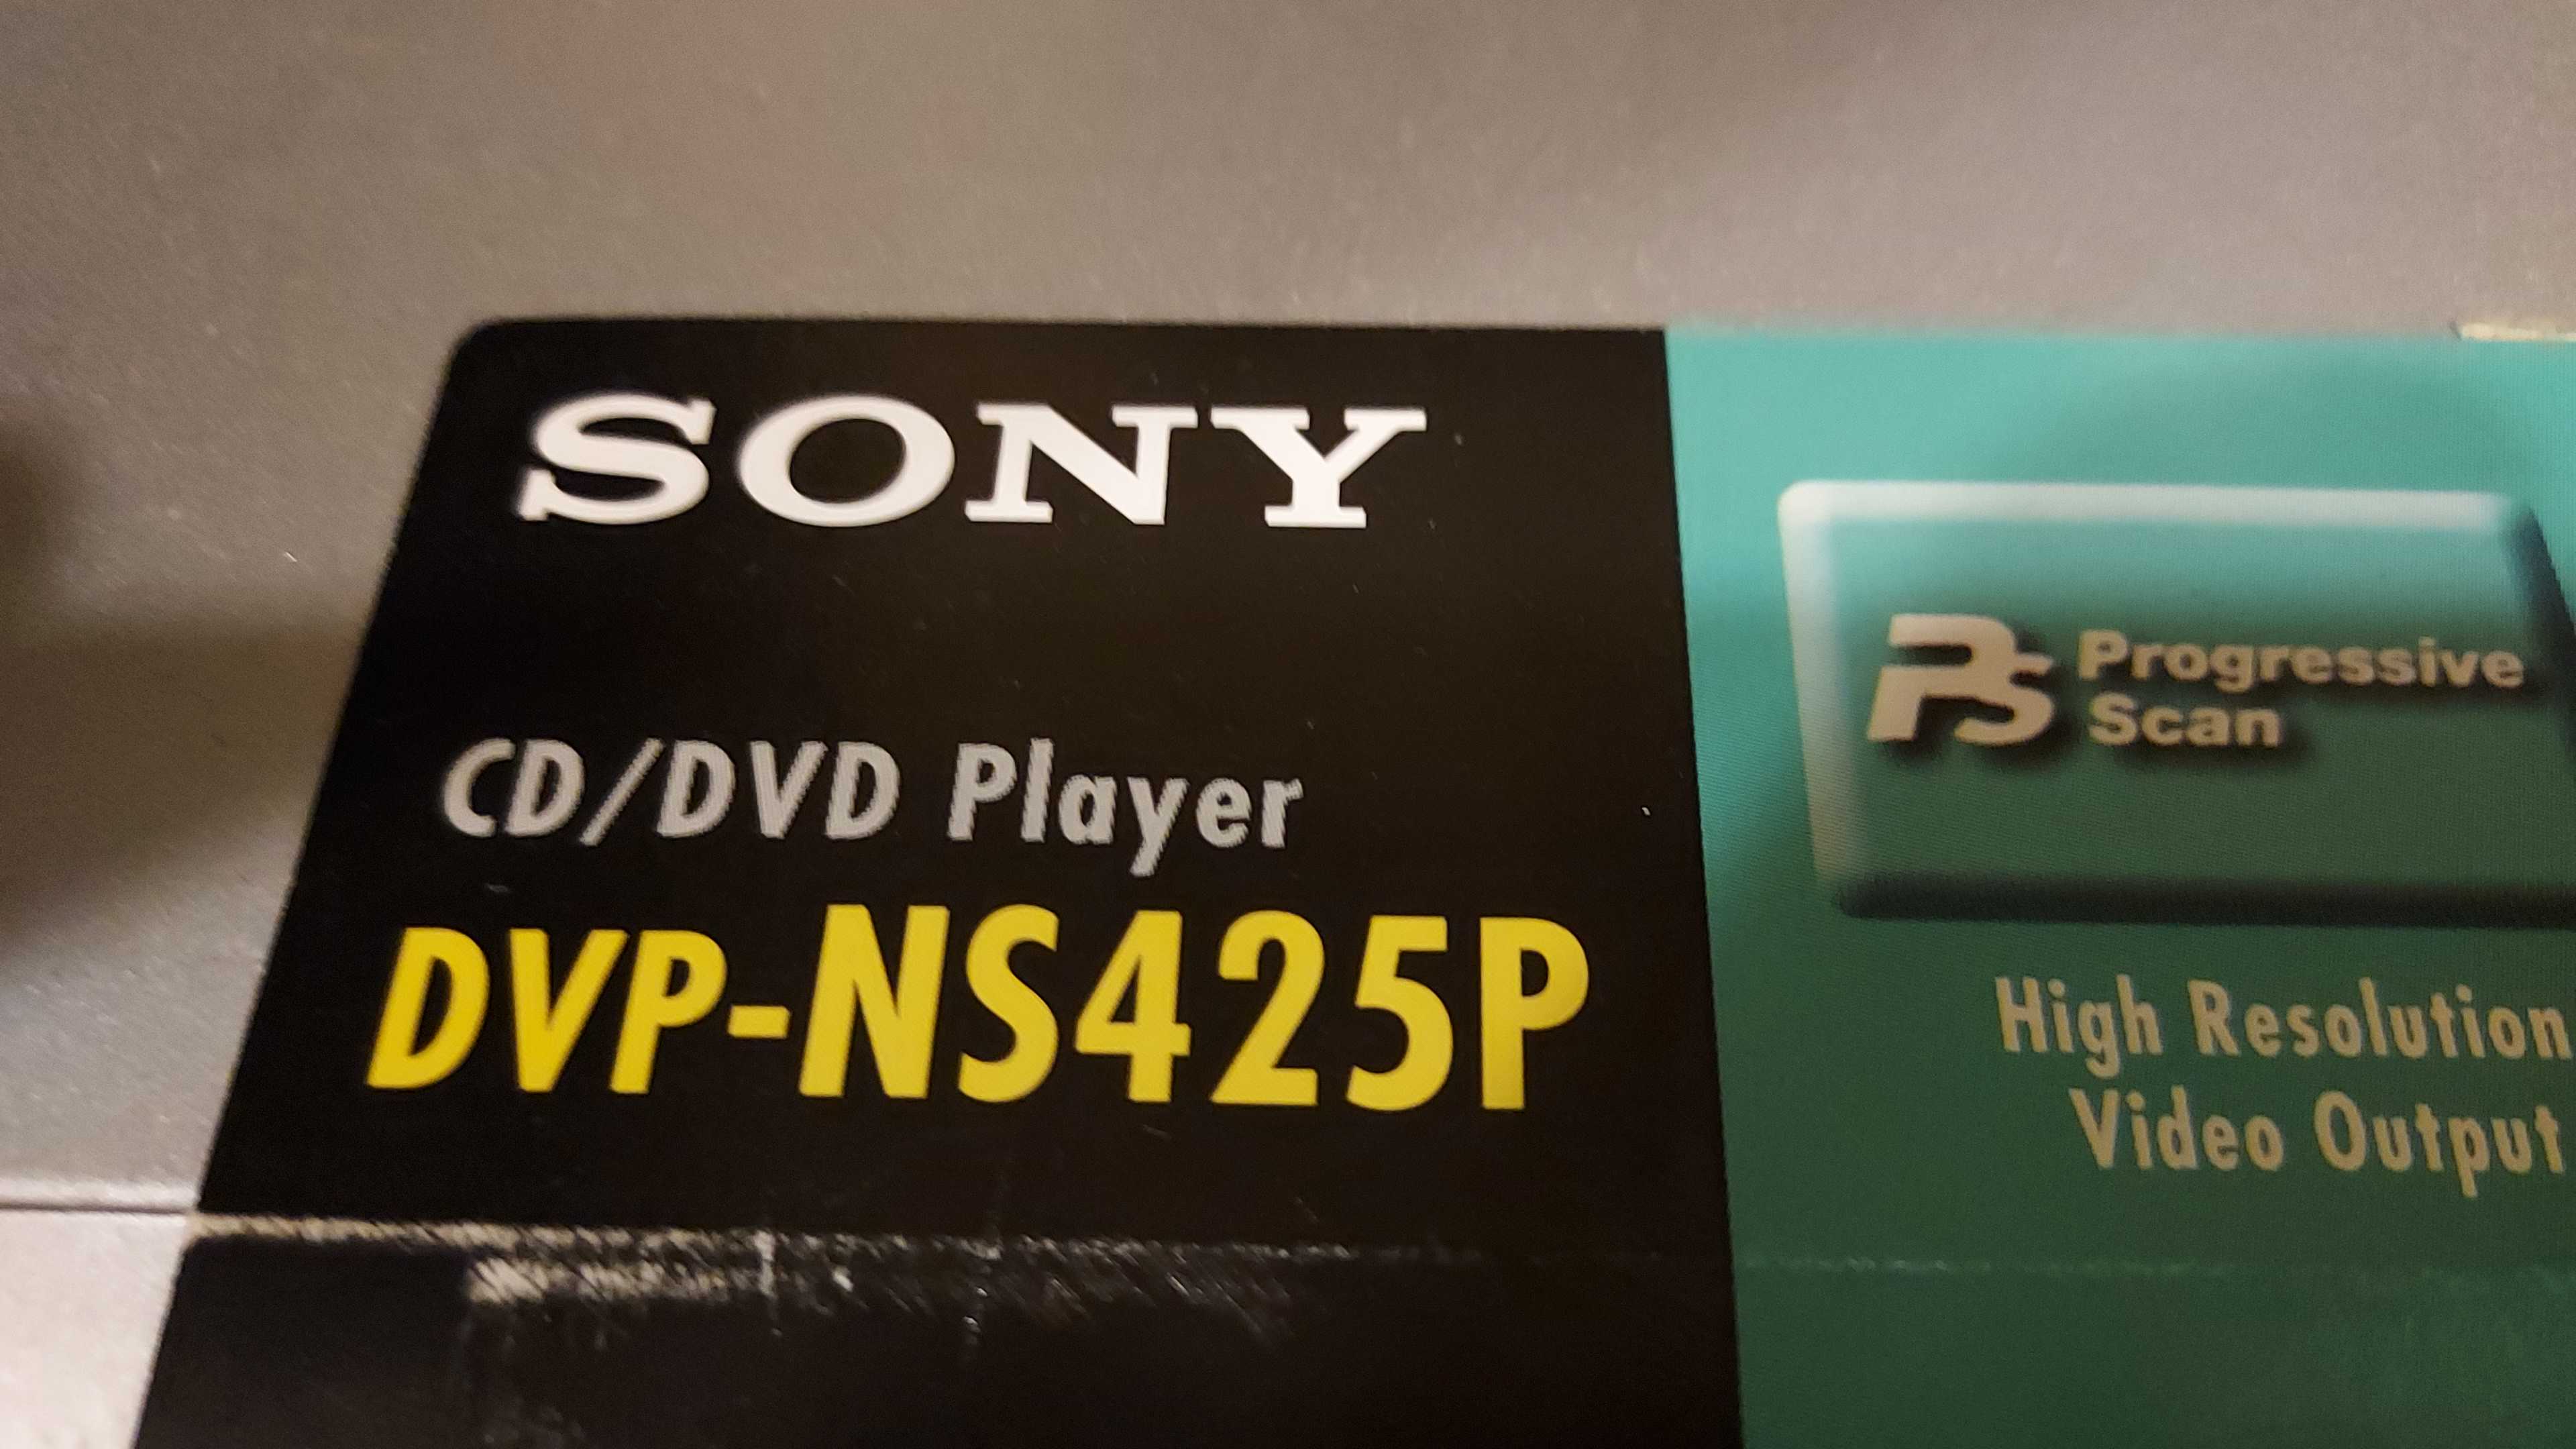 SONY
CD/DVD Player
DVP-NS425P
PS Progressive
Scan
High Resolution
Video Output